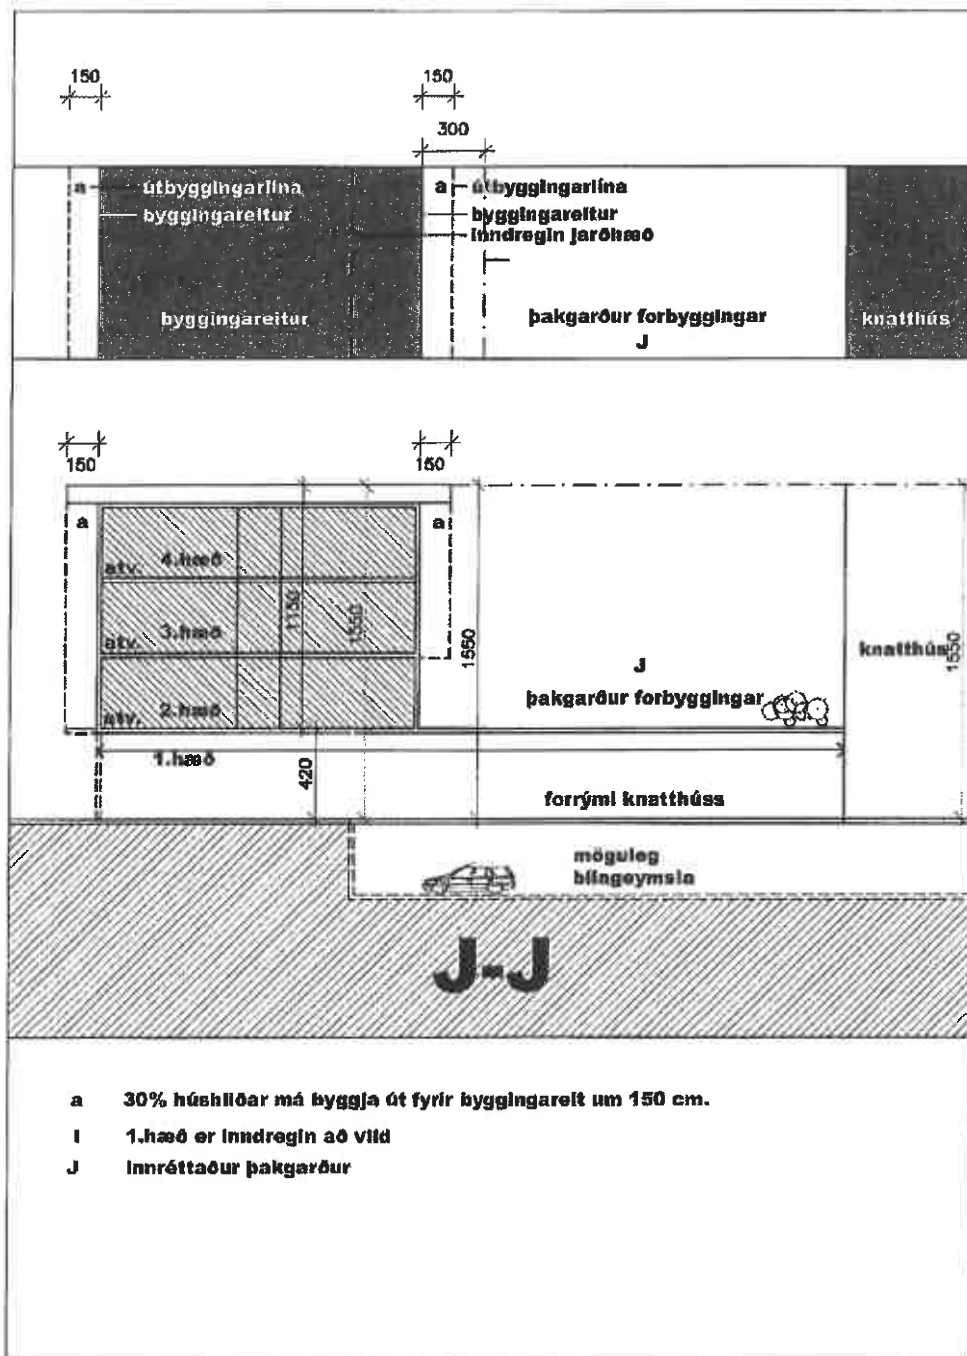 150
150
300
a
útbyggingarlína
byggingareitur
byggingareitur
a
útbyggingarlína
byggingareitur
inndregin jarðhæð
þakgarður forbyggingar
J
knatthús
150
150
a
a
4.hæð
atv.
3.hæð
atv.
2.hæð
atv.
1150
1550
1550
1550
J
þakgarður forbyggingar
knatthús
1.hæð
420
forrými knatthúss
möguleg
bílageymsla
J-J
a 30% húshliðar má byggja út fyrir byggingareit um 150 cm.
I 1.hæð er inndregin að vild
J Innréttaður þakgarður